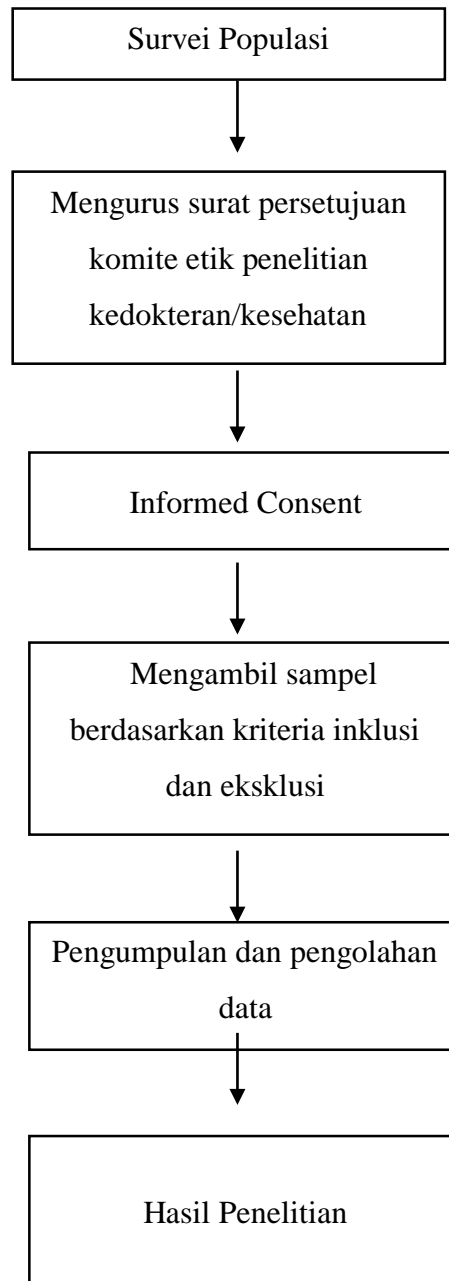 Survei Populasi
Mengurus surat persetujuan
komite etik penelitian
kedokteran/kesehatan
Informed Consent
Mengambil sampel
berdasarkan kriteria inklusi
dan eksklusi
Pengumpulan dan pengolahan
data
Hasil Penelitian